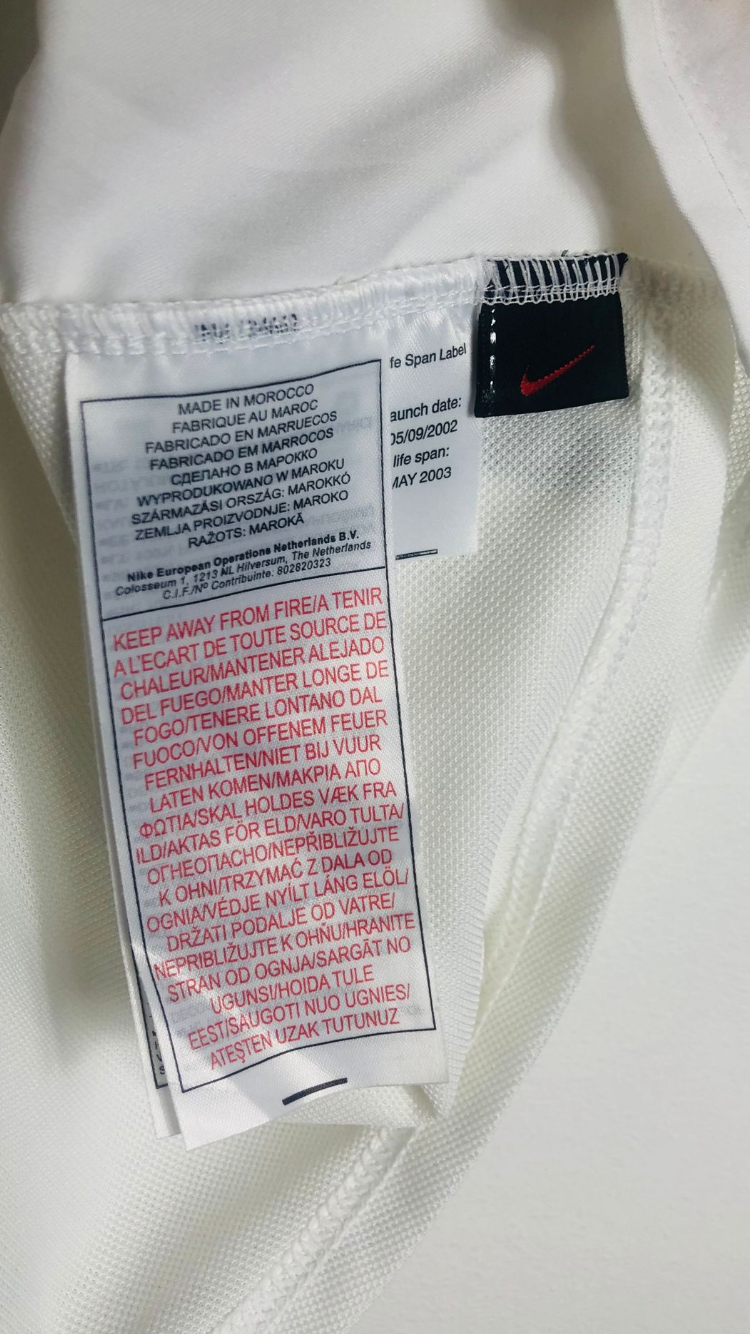 MADE IN MOROCCO
FABRIQUE AU MAROC
FABRICADO EN MARRUECOS
FABRICADO EM MARROCOS
СДЕЛАНО В МАРОККО
WYPRODUKOWANO W MAROKU
SZÁRMAZÁSI ORSZÁG: MAROKKÓ
ZEMLJA PROIZVODNJE: MAROKO
RAŽOTS: MAROKĀ
Nike European Operations Netherlands B.V.
Colosseum 1, 1213 NL Hilversum, The Netherlands
C.I.F./Nº Contribuinte: 802820323
KEEP AWAY FROM FIRE/A TENIR
A L'ECART DE TOUTE SOURCE DE
CHALEUR/MANTENER ALEJADO
DEL FUEGO/MANTER LONGE DE
FOGO/TENERE LONTANO DAL
FUOCO/VON OFFENEM FEUER
FERNHALTEN/NIET BIJ VUUR
LATEN KOMEN/ΜΑΚΡΙΑ ΑΠΟ
ΦΩΤΙΑ/SKAL HOLDES VÆK FRA
ILD/AKTAS FÖR ELD/VARO TULTA/
ОГНЕОПАСНО/NEPŘIBLIŽUJTE
K OHNI/TRZYMAĆ Z DALA OD
OGNIA/VÉDJE NYÍLT LÁNG ELÖL/
DRŽATI PODALJE OD VATRE/
NEPRIBLIŽUJTE K OHŇU/HRANITE
STRAN OD OGNJA/SARGĀT NO
UGUNS!/HOIDA TULE
EEST/SAUGOTI NUO UGNIES/
ATEŞTEN UZAK TUTUNUZ
fe Span Label
aunch date:
05/09/2002
life span:
MAY 2003